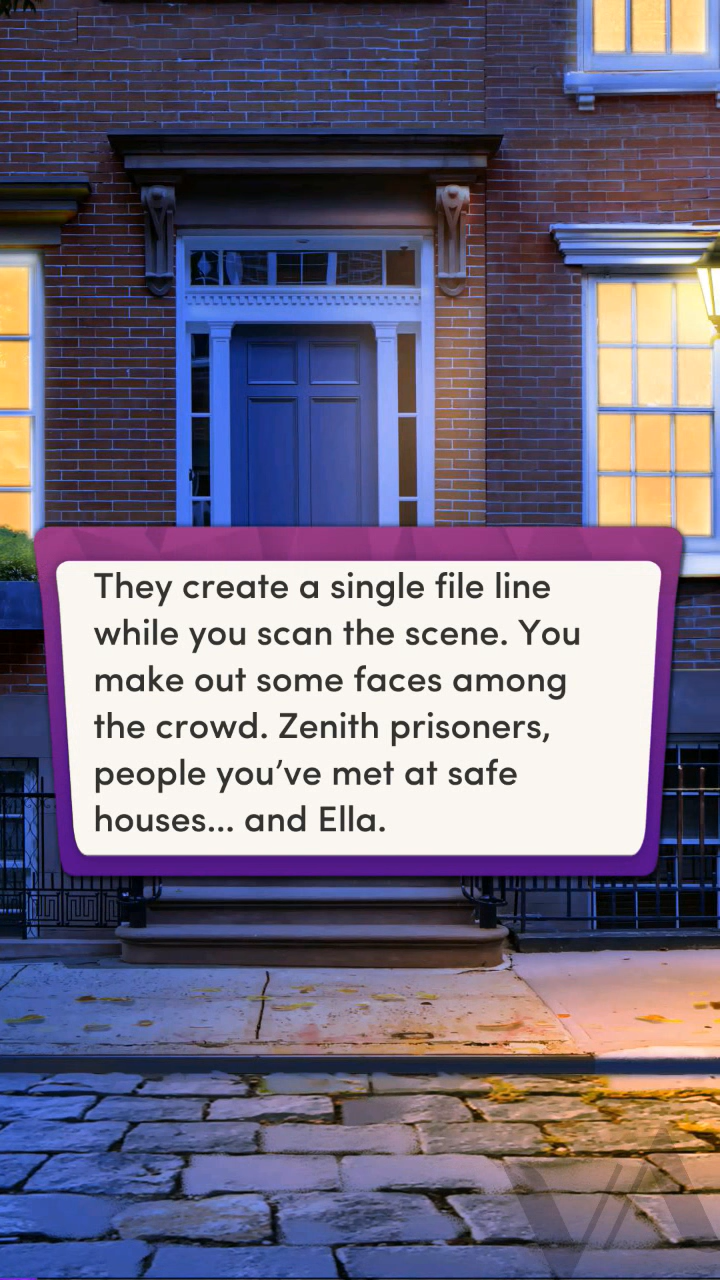 They create a single file line
while you scan the scene. You
make out some faces among
the crowd. Zenith prisoners,
people you’ve met at safe
houses... and Ella.